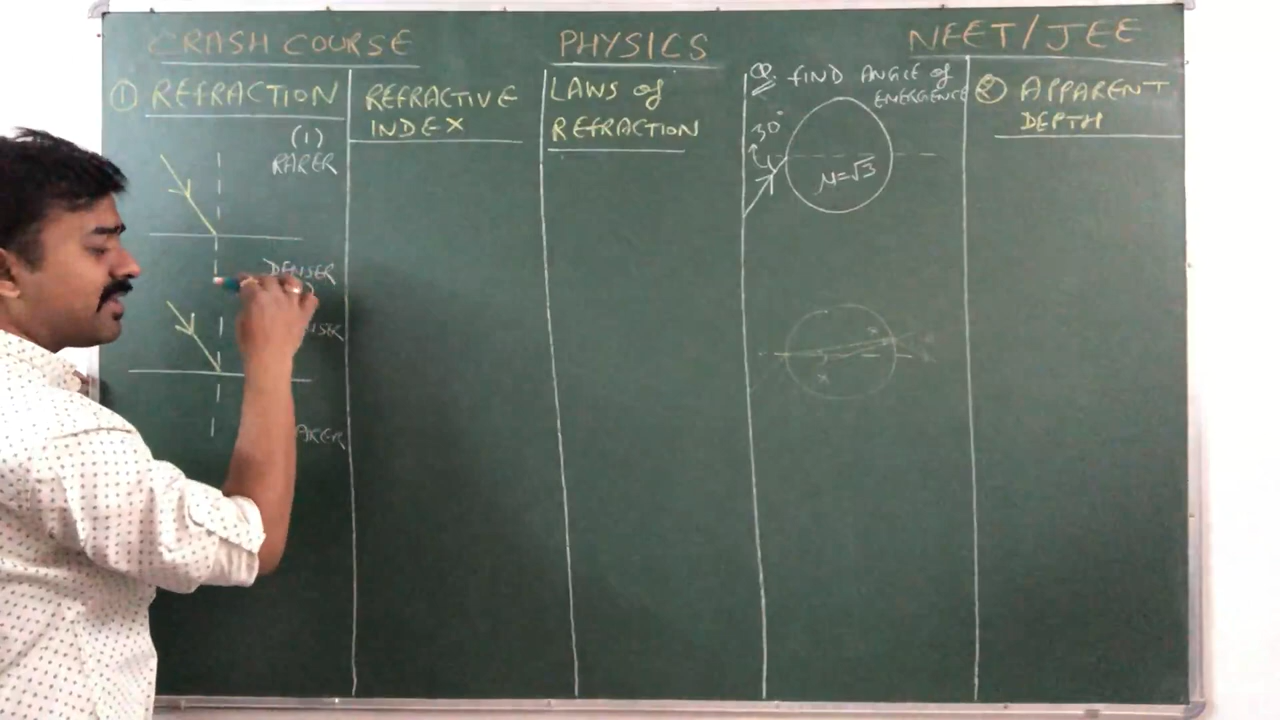 CRASH COURSE
PHYSICS
NEET/JEE
① REFRACTION
(1)
RARER
DENSER
REFRACTIVE
INDEX
LAWS of
REFRACTION
Q. FIND ANGLE of
EMERGENCE
30°
μ=√3
② APPARENT
DEPTH